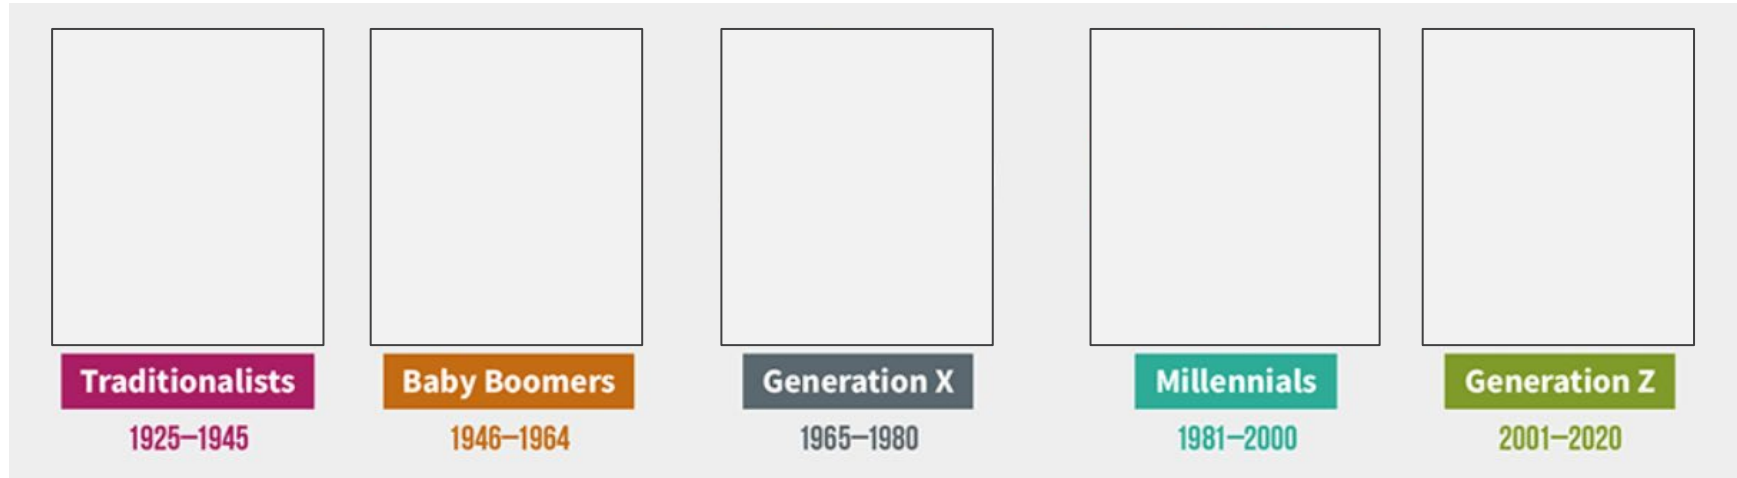 Traditionalists Baby Boomers Generation X Millennials Generation Z
1925–1945 1946–1964 1965–1980 1981–2000 2001–2020